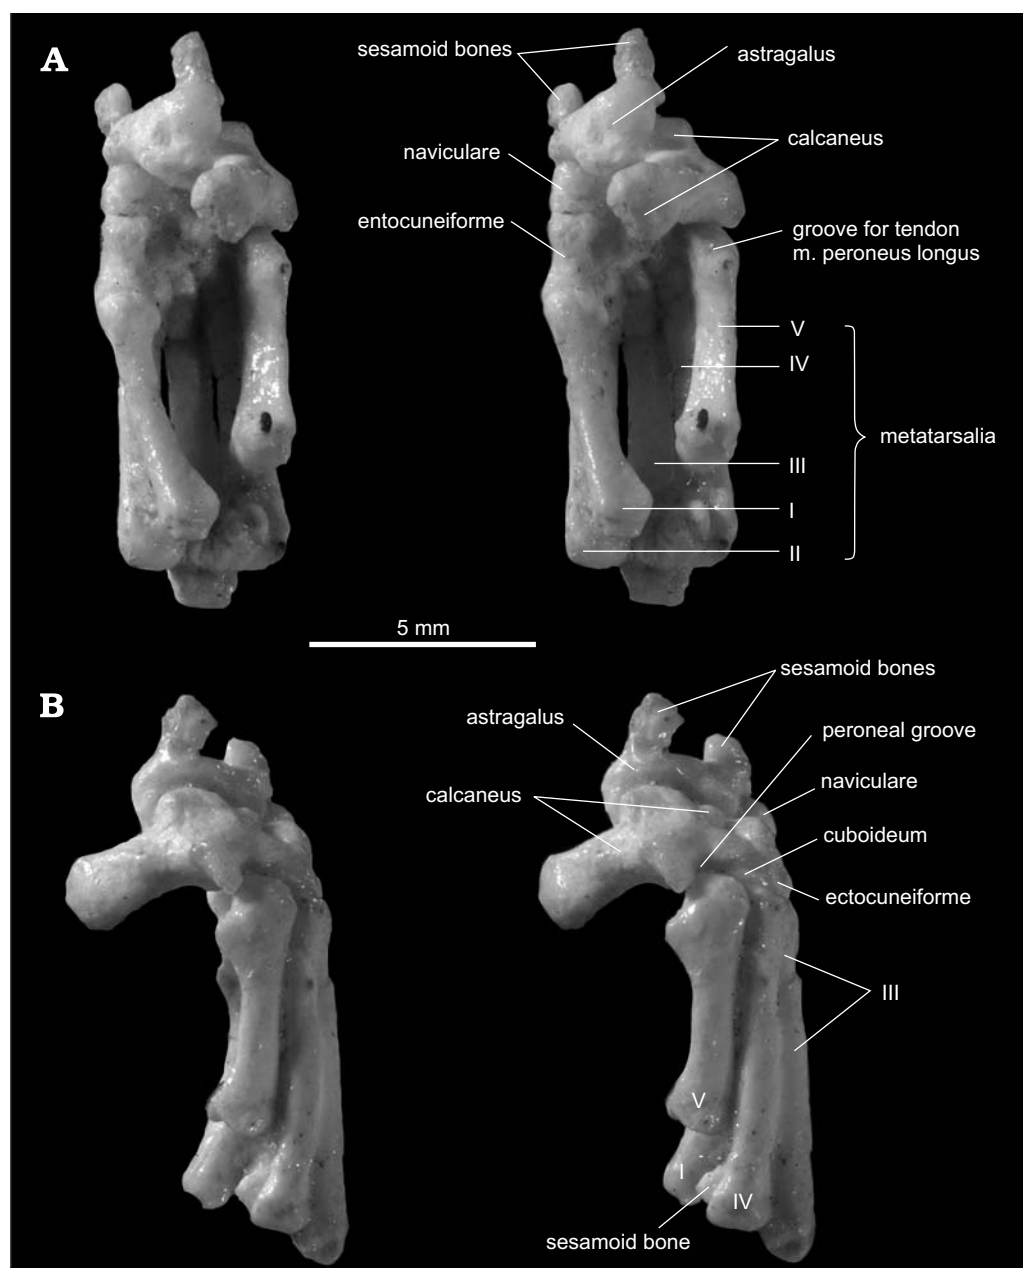 A
sesamoid bones
astragalus
calcaneus
naviculare
entocuneiforme
groove for tendon
m. peroneus longus
V
IV
metatarsalia
III
I
II
5 mm
B
sesamoid bones
astragalus
peroneal groove
calcaneus
naviculare
cuboideum
ectocuneiforme
III
V
I
IV
sesamoid bone